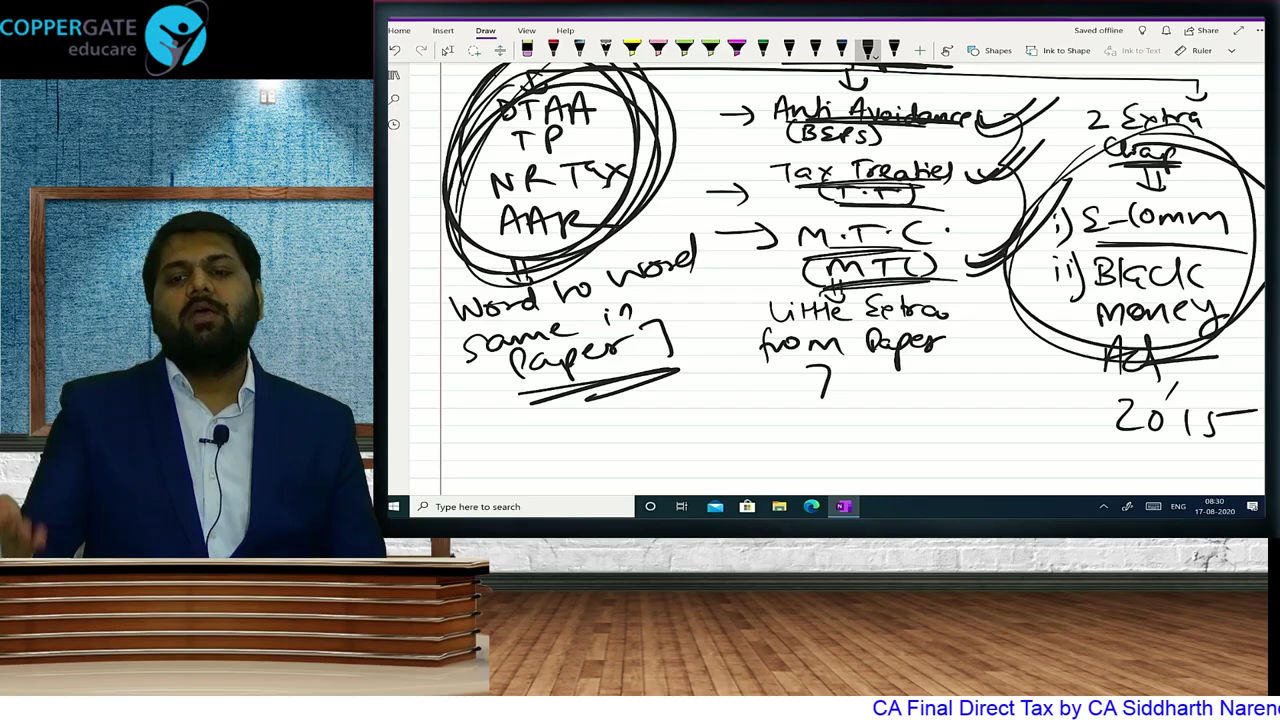 COPPERGATE
educare
Home Insert Draw View Help
Saved offline
Share
Shapes
Ink to Shape
Ink to Text
Ruler
DTAA
TP
NR Tax
AAR
Word to word
same in
Paper]
→ Anti Avoidance
(BEPS)
→ Tax Treaties
(T.T)
→ M.T.C.
(MTC)
Little Extra
from Paper
7
2 Extra
Chap
i) E-Comm
ii) Black
money
Act
2015
Type here to search
ENG
08:30
17-08-2020
CA Final Direct Tax by CA Siddharth Naren